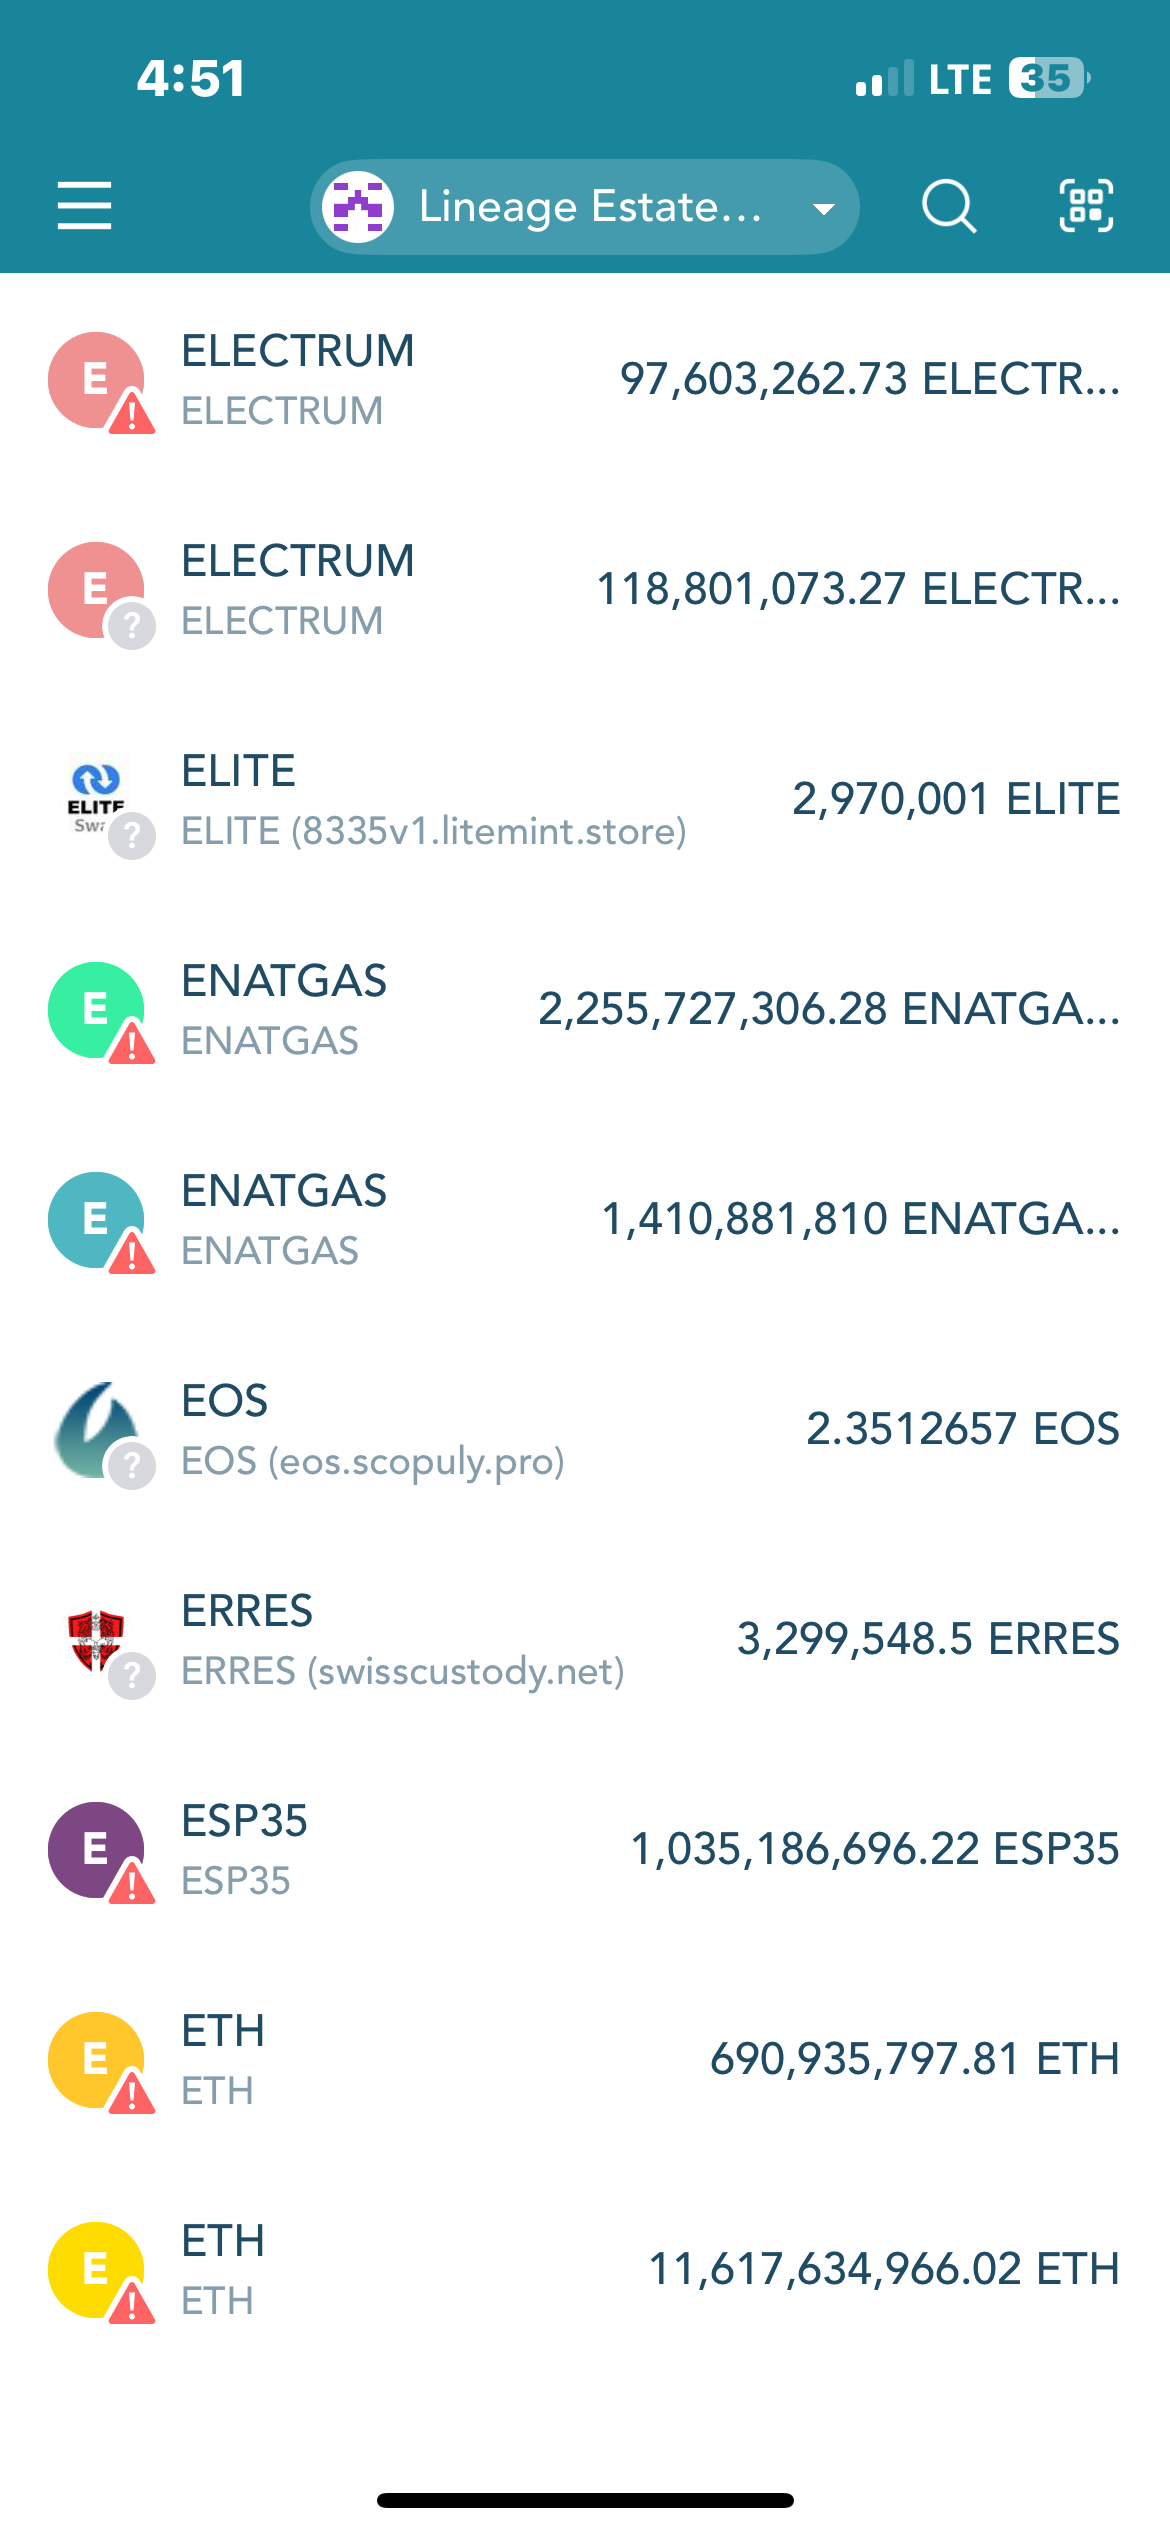 4:51 LTE 35
Lineage Estate...
E ELECTRUM
97,603,262.73 ELECTR...
ELECTRUM
E ELECTRUM
118,801,073.27 ELECTR...
? ELECTRUM
ELITE
2,970,001 ELITE
ELITE
Swa
? ELITE (8335v1.litemint.store)
E ENATGAS
2,255,727,306.28 ENATGA...
ENATGAS
E ENATGAS
1,410,881,810 ENATGA...
ENATGAS
EOS
2.3512657 EOS
? EOS (eos.scopuly.pro)
ERRES
3,299,548.5 ERRES
? ERRES (swisscustody.net)
E ESP35
1,035,186,696.22 ESP35
ESP35
E ETH
690,935,797.81 ETH
ETH
E ETH
11,617,634,966.02 ETH
ETH